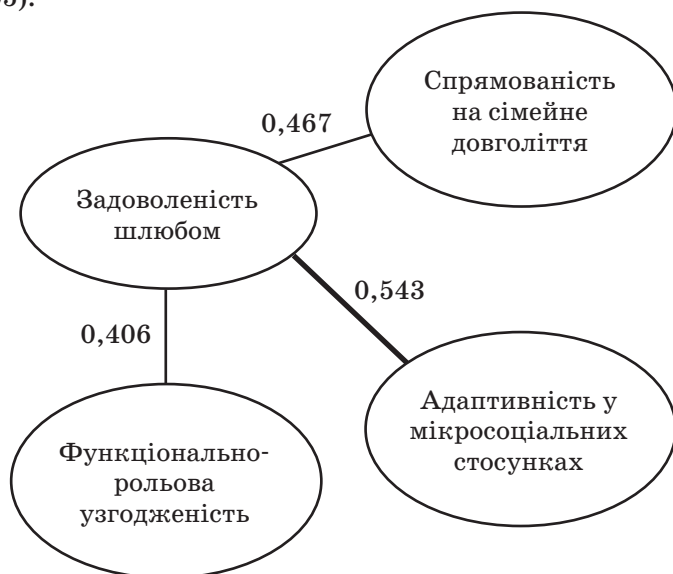 Спрямованість
на сімейне
довголіття
0,467
Задоволеність
шлюбом
0,543
0,406
Адаптивність у
мікросоціальних
стосунках
Функціонально-
рольова
узгодженість